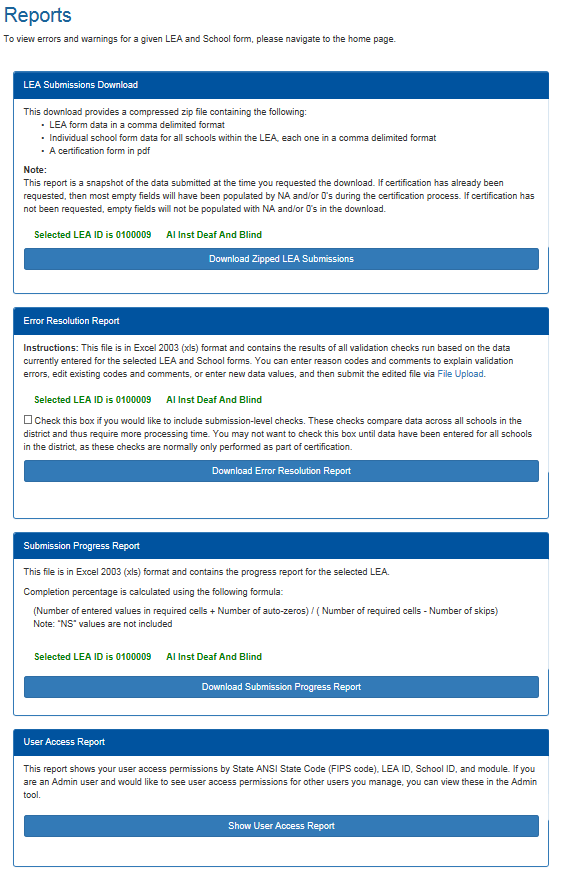 Reports
To view errors and warnings for a given LEA and School form, please navigate to the home page.
LEA Submissions Download
This download provides a compressed zip file containing the following:
• LEA form data in a comma delimited format
• Individual school form data for all schools within the LEA, each one in a comma delimited format
• A certification form in pdf
Note:
This report is a snapshot of the data submitted at the time you requested the download. If certification has already been
requested, then most empty fields will have been populated by NA and/or 0's during the certification process. If certification has
not been requested, empty fields will not be populated with NA and/or 0's in the download.
Selected LEA ID is 0100009 Al Inst Deaf And Blind
Download Zipped LEA Submissions
Error Resolution Report
Instructions: This file is in Excel 2003 (xls) format and contains the results of all validation checks run based on the data
currently entered for the selected LEA and School forms. You can enter reason codes and comments to explain validation
errors, edit existing codes and comments, or enter new data values, and then submit the edited file via File Upload.
Selected LEA ID is 0100009 Al Inst Deaf And Blind
Check this box if you would like to include submission-level checks. These checks compare data across all schools in the
district and thus require more processing time. You may not want to check this box until data have been entered for all schools
in the district, as these checks are normally only performed as part of certification.
Download Error Resolution Report
Submission Progress Report
This file is in Excel 2003 (xls) format and contains the progress report for the selected LEA.
Completion percentage is calculated using the following formula:
(Number of entered values in required cells + Number of auto-zeros) / ( Number of required cells - Number of skips)
Note: "NS" values are not included
Selected LEA ID is 0100009 Al Inst Deaf And Blind
Download Submission Progress Report
User Access Report
This report shows your user access permissions by State ANSI State Code (FIPS code), LEA ID, School ID, and module. If you
are an Admin user and would like to see user access permissions for other users you manage, you can view these in the Admin
tool.
Show User Access Report